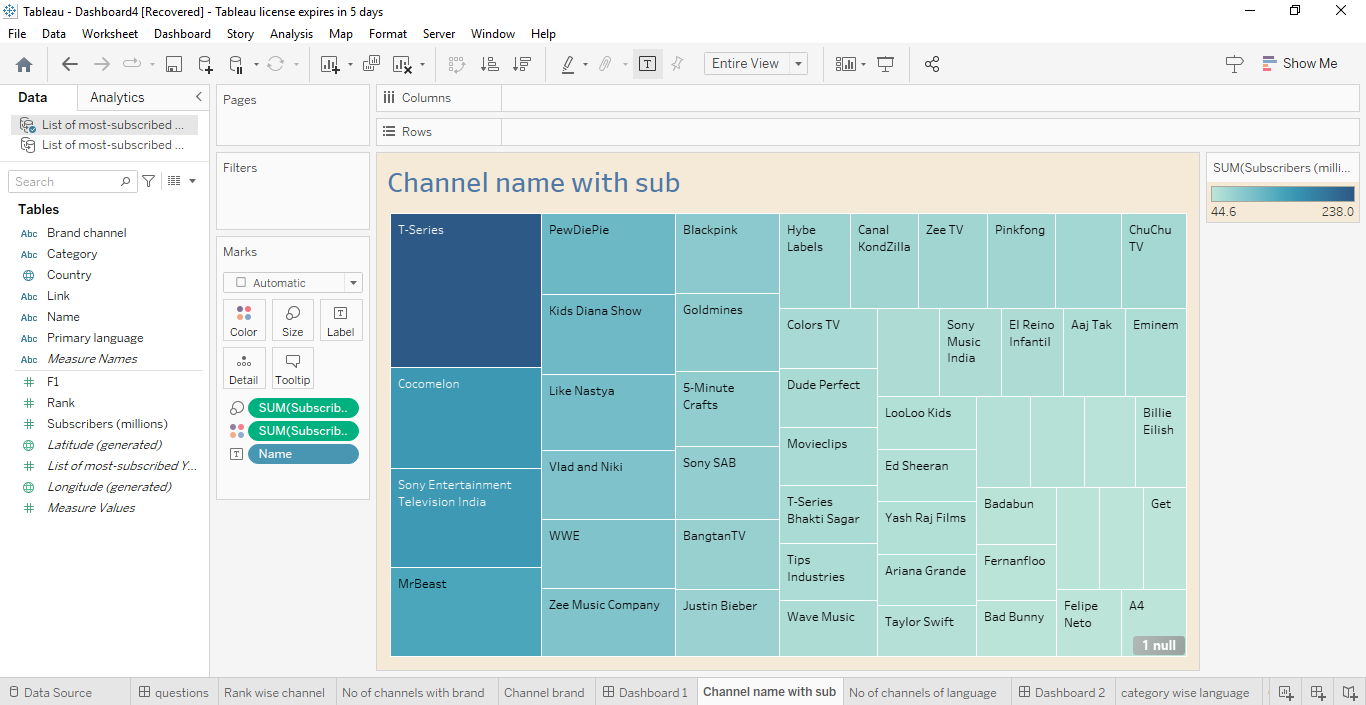 Tableau - Dashboard4 [Recovered] - Tableau license expires in 5 days
File Data Worksheet Dashboard Story Analysis Map Format Server Window Help
Entire View
Show Me
Data Analytics
List of most-subscribed ...
List of most-subscribed ...
Search
Tables
Abc Brand channel
Abc Category
Country
Abc Link
Abc Name
Abc Primary language
Abc Measure Names
# F1
# Rank
# Subscribers (millions)
Latitude (generated)
# List of most-subscribed Y...
Longitude (generated)
# Measure Values
Pages
Filters
Marks
Automatic
Color Size Label
Detail Tooltip
SUM(Subscrib..
SUM(Subscrib..
Name
Columns
Rows
Channel name with sub
T-Series
Cocomelon
Sony Entertainment
Television India
MrBeast
PewDiePie
Kids Diana Show
Like Nastya
Vlad and Niki
WWE
Zee Music Company
Blackpink
Goldmines
5-Minute
Crafts
Sony SAB
BangtanTV
Justin Bieber
Hybe
Labels
Canal
KondZilla
Zee TV
Pinkfong
ChuChu
TV
Colors TV
Dude Perfect
Movieclips
T-Series
Bhakti Sagar
Tips
Industries
Wave Music
Sony
Music
India
El Reino
Infantil
Aaj Tak
Eminem
LooLoo Kids
Ed Sheeran
Yash Raj Films
Ariana Grande
Taylor Swift
Billie
Eilish
Badabun
Fernanfloo
Bad Bunny
Get
Felipe
Neto
A4
1 null
SUM(Subscribers (milli...
44.6 238.0
Data Source questions Rank wise channel No of channels with brand Channel brand Dashboard 1 Channel name with sub No of channels of language Dashboard 2 category wise language